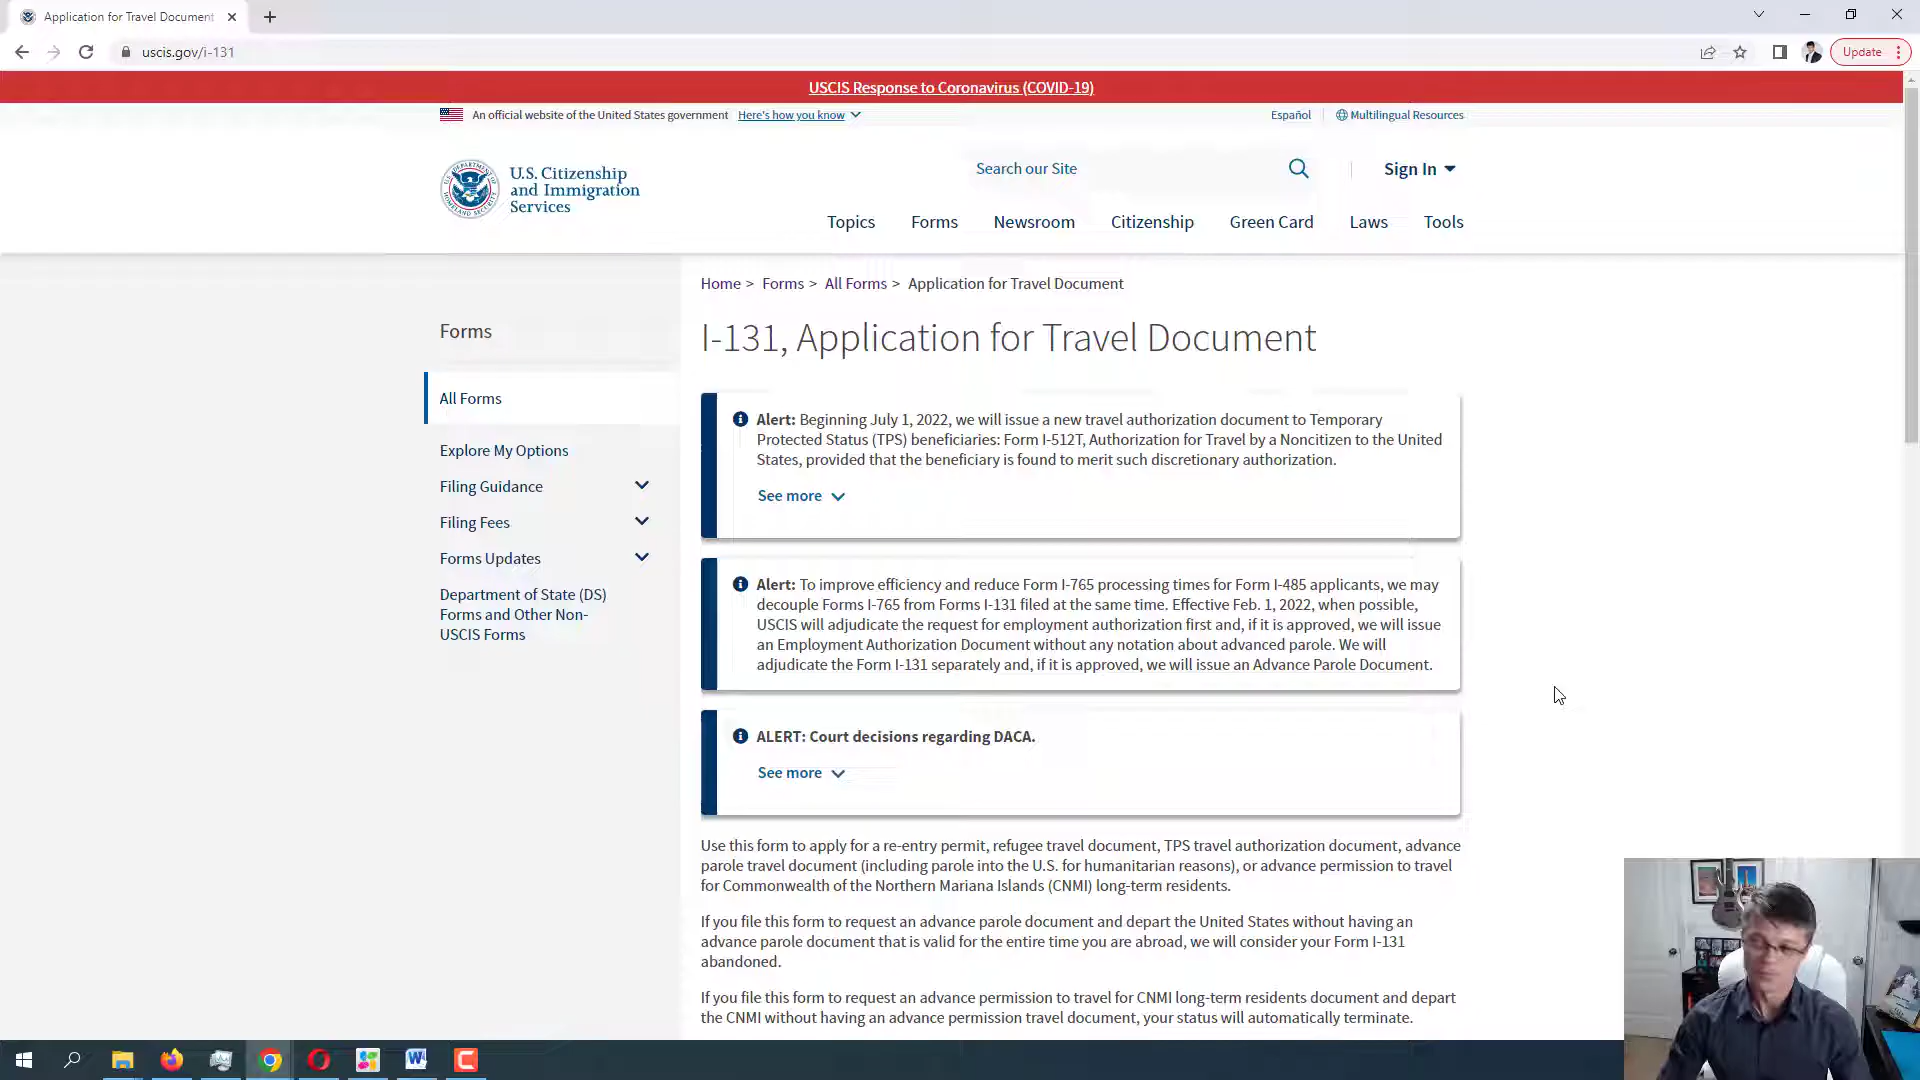 Application for Travel Document
uscis.gov/i-131
Update
USCIS Response to Coronavirus (COVID-19)
An official website of the United States government Here's how you know
Español Multilingual Resources
U.S. Citizenship
and Immigration
Services
Search our Site
Sign In
Topics Forms Newsroom Citizenship Green Card Laws Tools
Home > Forms > All Forms > Application for Travel Document
Forms
All Forms
Explore My Options
Filing Guidance
Filing Fees
Forms Updates
Department of State (DS)
Forms and Other Non-
USCIS Forms
I-131, Application for Travel Document
Alert: Beginning July 1, 2022, we will issue a new travel authorization document to Temporary
Protected Status (TPS) beneficiaries: Form I-512T, Authorization for Travel by a Noncitizen to the United
States, provided that the beneficiary is found to merit such discretionary authorization.
See more
Alert: To improve efficiency and reduce Form I-765 processing times for Form I-485 applicants, we may
decouple Forms I-765 from Forms I-131 filed at the same time. Effective Feb. 1, 2022, when possible,
USCIS will adjudicate the request for employment authorization first and, if it is approved, we will issue
an Employment Authorization Document without any notation about advanced parole. We will
adjudicate the Form I-131 separately and, if it is approved, we will issue an Advance Parole Document.
ALERT: Court decisions regarding DACA.
See more
Use this form to apply for a re-entry permit, refugee travel document, TPS travel authorization document, advance
parole travel document (including parole into the U.S. for humanitarian reasons), or advance permission to travel
for Commonwealth of the Northern Mariana Islands (CNMI) long-term residents.
If you file this form to request an advance parole document and depart the United States without having an
advance parole document that is valid for the entire time you are abroad, we will consider your Form I-131
abandoned.
If you file this form to request an advance permission to travel for CNMI long-term residents document and depart
the CNMI without having an advance permission travel document, your status will automatically terminate.